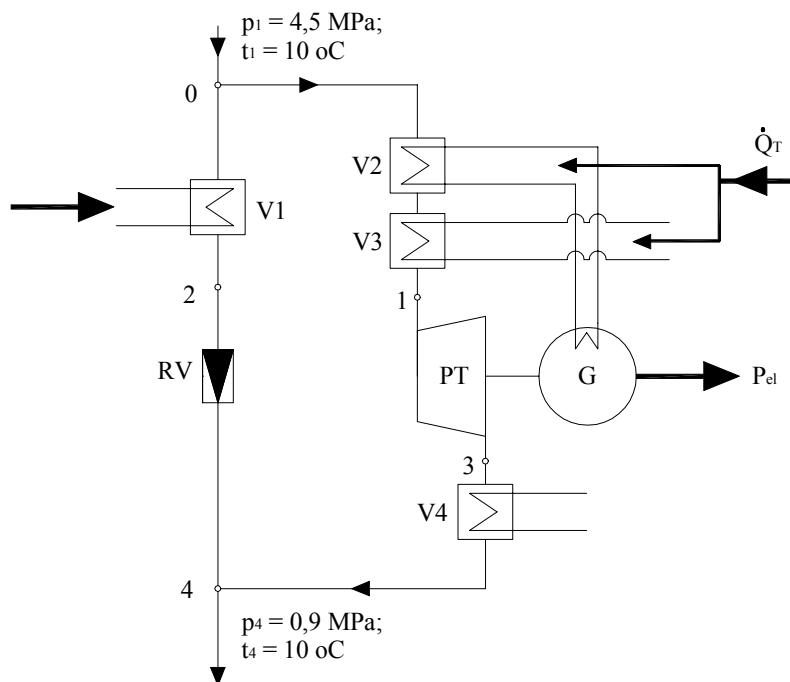 p1 = 4,5 MPa;
t1 = 10 oC
0
V2
Q̇T
V1
V3
2
1
RV
PT
G
Pel
3
V4
4
p4 = 0,9 MPa;
t4 = 10 oC